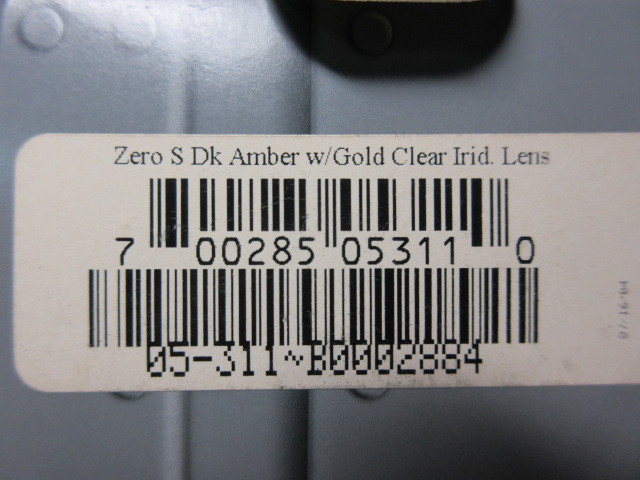 Zero S Dk Amber w/Gold Clear Irid. Lens
7 00285 05311 0
05-311~B0002884
07-16-04